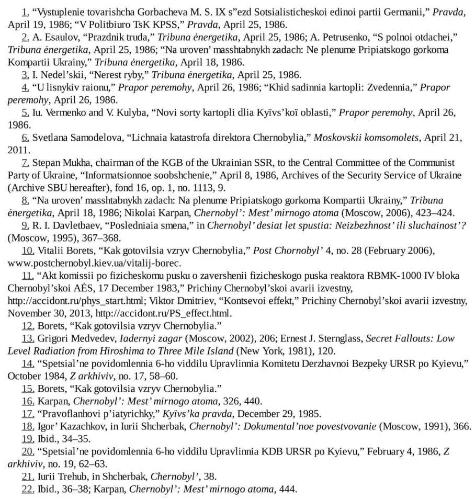 1. “Vystuplenie tovarishcha Gorbacheva M. S. IX s”ezd Sotsialisticheskoi edinoi partii Germanii,” Pravda,
April 19, 1986; “V Politbiuro TsK KPSS,” Pravda, April 25, 1986.
2. A. Esaulov, “Prazdnik truda,” Tribuna ėnergetika, April 25, 1986; A. Petrusenko, “S polnoi otdachei,”
Tribuna ėnergetika, April 25, 1986; “Na uroven' masshtabnykh zadach: Ne plenume Pripiatskogo gorkoma
Kompartii Ukrainy,” Tribuna ėnergetika, April 18, 1986.
3. I. Nedel’skii, “Nerest ryby,” Tribuna ėnergetika, April 25, 1986.
4. “U lisnykiv raionu,” Prapor peremohy, April 26, 1986; “Khid sadinnia kartopli: Zvedennia,” Prapor
peremohy, April 26, 1986.
5. Iu. Vermenko and V. Kulyba, “Novi sorty kartopli dlia Kyïvs’koï oblasti,” Prapor peremohy, April 26,
1986.
6. Svetlana Samodelova, “Lichnaia katastrofa direktora Chernobylia,” Moskovskii komsomolets, April 21,
2011.
7. Stepan Mukha, chairman of the KGB of the Ukrainian SSR, to the Central Committee of the Communist
Party of Ukraine, “Informatsionnoe soobshchenie,” April 8, 1986, Archives of the Security Service of Ukraine
(Archive SBU hereafter), fond 16, op. 1, no. 1113, 9.
8. “Na uroven' masshtabnykh zadach: Na plenume Pripiatskogo gorkoma Kompartii Ukainy,” Tribuna
ėnergetika, April 18, 1986; Nikolai Karpan, Chernobyl’: Mest’ mirnogo atoma (Moscow, 2006), 423–424.
9. R. I. Davletbaev, “Posledniaia smena,” in Chernobyl’ desiat let spustia: Neizbezhnost’ ili sluchainost’?
(Moscow, 1995), 367–368.
10. Vitalii Borets, “Kak gotovilsia vzryv Chernobylia,” Post Chornobyl’ 4, no. 28 (February 2006),
www.postchernobyl.kiev.ua/vitalij-borec.
11. “Akt komissii po fizicheskomu pusku o zavershenii fizicheskogo puska reaktora RBMK-1000 IV bloka
Chernobyl’skoi AĖS, 17 December 1983,” Prichiny Chernobyl’skoi avarii izvestny,
http://accidont.ru/phys_start.html; Viktor Dmitriev, “Kontsevoi effekt,” Prichiny Chernobyl’skoi avarii izvestny,
November 30, 2013, http://accidont.ru/PS_effect.html.
12. Borets, “Kak gotovilsia vzryv Chernobylia.”
13. Grigori Medvedev, Iadernyi zagar (Moscow, 2002), 206; Ernest J. Sternglass, Secret Fallouts: Low
Level Radiation from Hiroshima to Three Mile Island (New York, 1981), 120.
14. “Spetsial’ne povidomlennia 6-ho viddilu Upravlinnia Komitetu Derzhavnoi Bezpeky URSR po Kyievu,”
October 1984, Z arkhiviv, no. 17, 58–60.
15. Borets, “Kak gotovilsia vzryv Chernobylia.”
16. Karpan, Chernobyl’: Mest’ mirnogo atoma, 326, 440.
17. “Pravoflanhovi p’iatyrichky,” Kyïvs’ka pravda, December 29, 1985.
18. Igor’ Kazachkov, in Iurii Shcherbak, Chernobyl’: Dokumental’noe povestvovanie (Moscow, 1991), 366.
19. Ibid., 34–35.
20. “Spetsial’ne povidomlennia 6-ho viddilu Upravlinnia KDB URSR po Kyievu,” February 4, 1986, Z
arkhiviv, no. 19, 62–63.
21. Iurii Trehub, in Shcherbak, Chernobyl’, 38.
22. Ibid., 36–38; Karpan, Chernobyl’: Mest’ mirnogo atoma, 444.